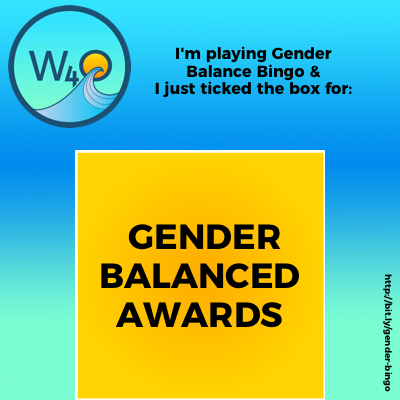 W4O
I'm playing Gender
Balance Bingo &
I just ticked the box for:
GENDER
BALANCED
AWARDS
http://bit.ly/gender-bingo